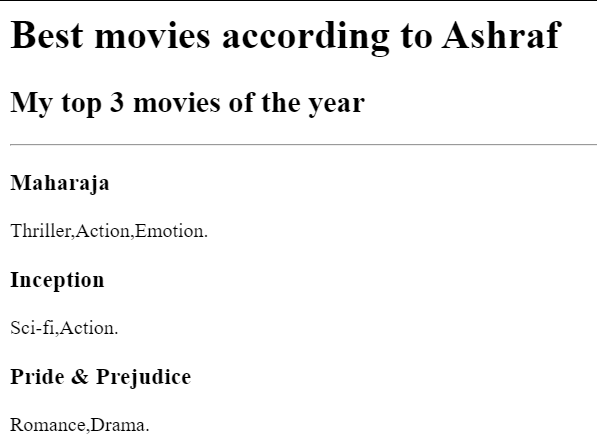 Best movies according to Ashraf
My top 3 movies of the year
Maharaja
Thriller,Action,Emotion.
Inception
Sci-fi,Action.
Pride & Prejudice
Romance,Drama.